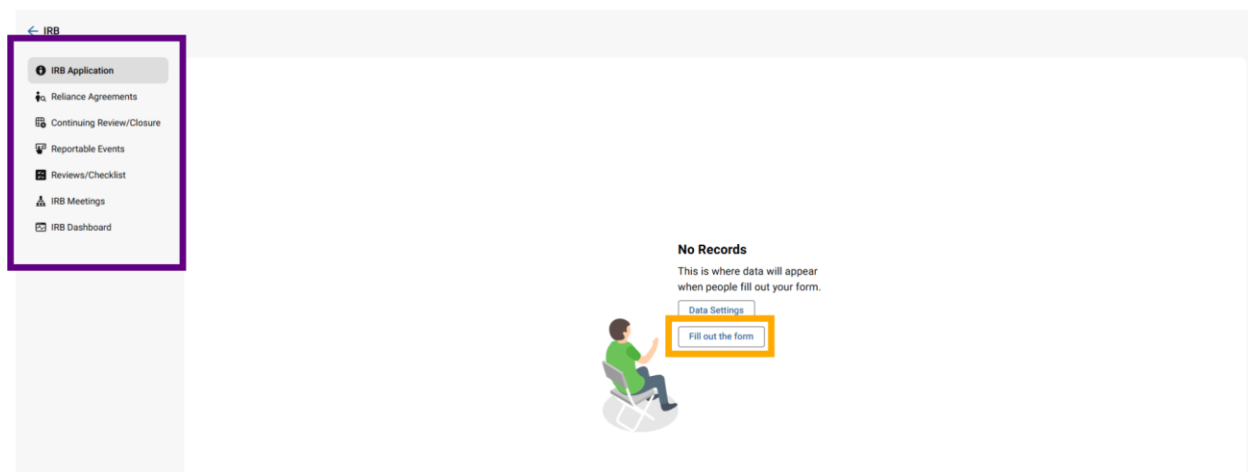 IRB
IRB Application
Reliance Agreements
Continuing Review/Closure
Reportable Events
Reviews/Checklist
IRB Meetings
IRB Dashboard
No Records
This is where data will appear
when people fill out your form.
Data Settings
Fill out the form